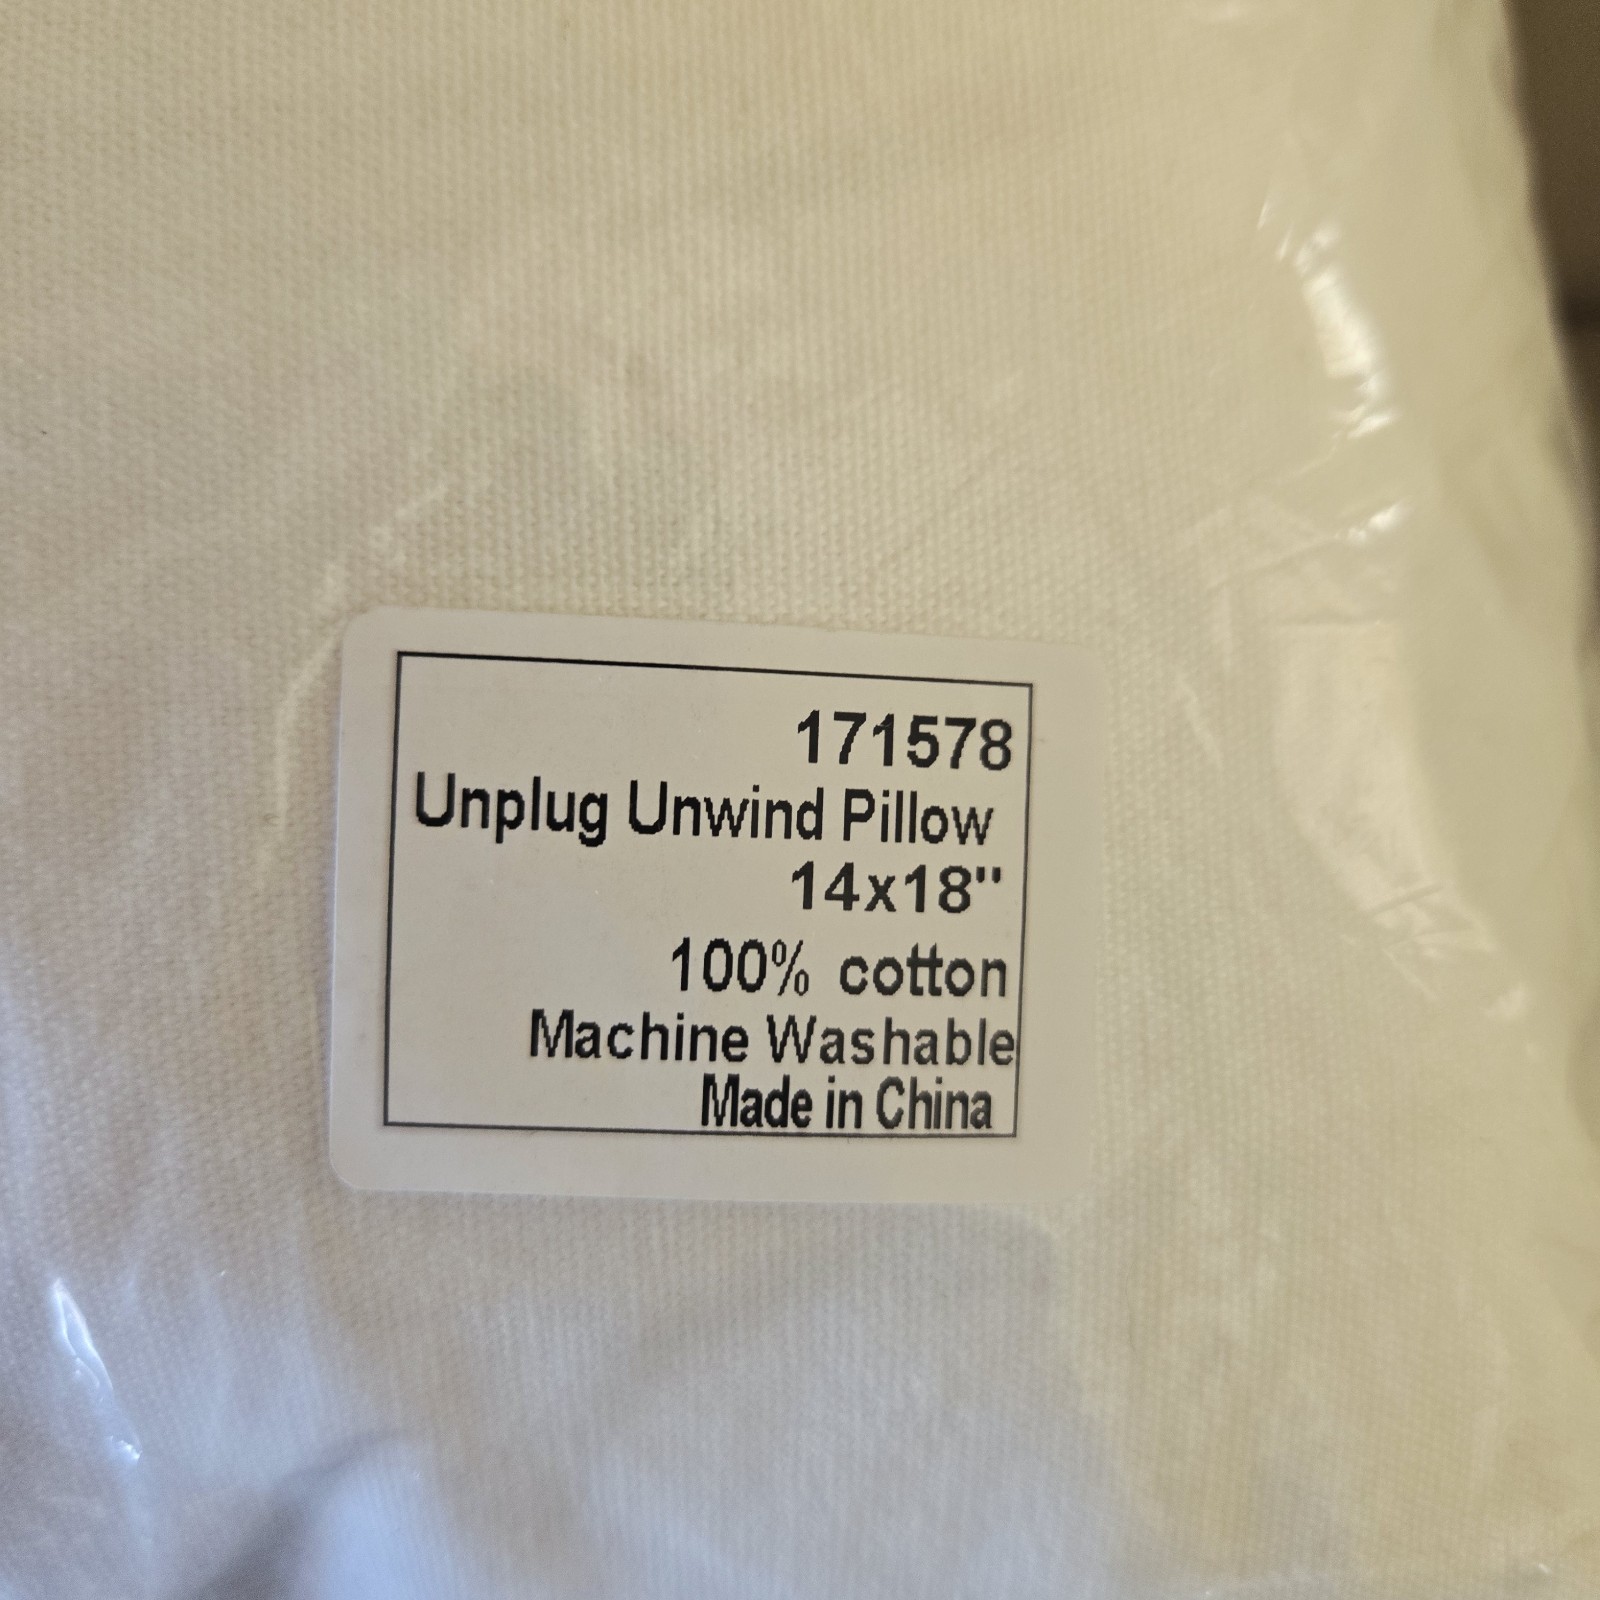 171578
Unplug Unwind Pillow
14x18"
100% cotton
Machine Washable
Made in China